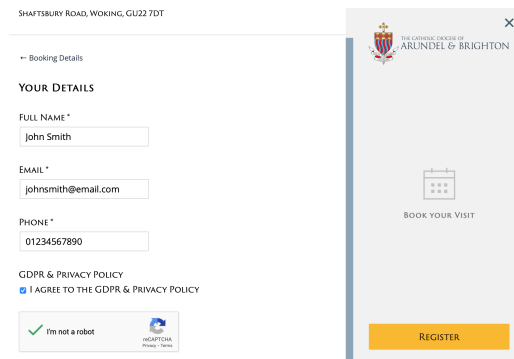 Shaftsbury Road, Woking, GU22 7DT
← Booking Details
Your Details
Full Name *
John Smith
Email *
johnsmith@email.com
Phone *
01234567890
GDPR & Privacy Policy
I agree to the GDPR & Privacy Policy
I'm not a robot
reCAPTCHA
Privacy - Terms
THE CATHOLIC DIOCESE OF
ARUNDEL & BRIGHTON
Book your Visit
Register